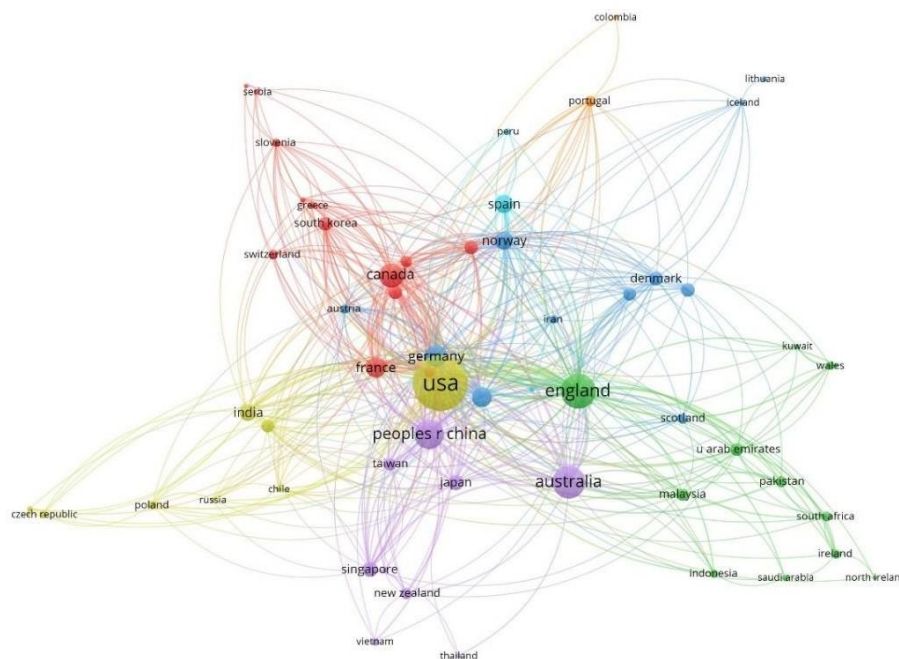 colombia
lithuania
serbia
portugal
iceland
peru
slovenia
greece
spain
south korea
norway
switzerland
canada
denmark
austria
iran
kuwait
germany
france
wales
usa
england
india
scotland
peoples r china
u arab emirates
taiwan
japan
australia
pakistan
chile
malaysia
russia
poland
czech republic
south africa
ireland
singapore
indonesia
saudi arabia
north irelan
new zealand
vietnam
thailand